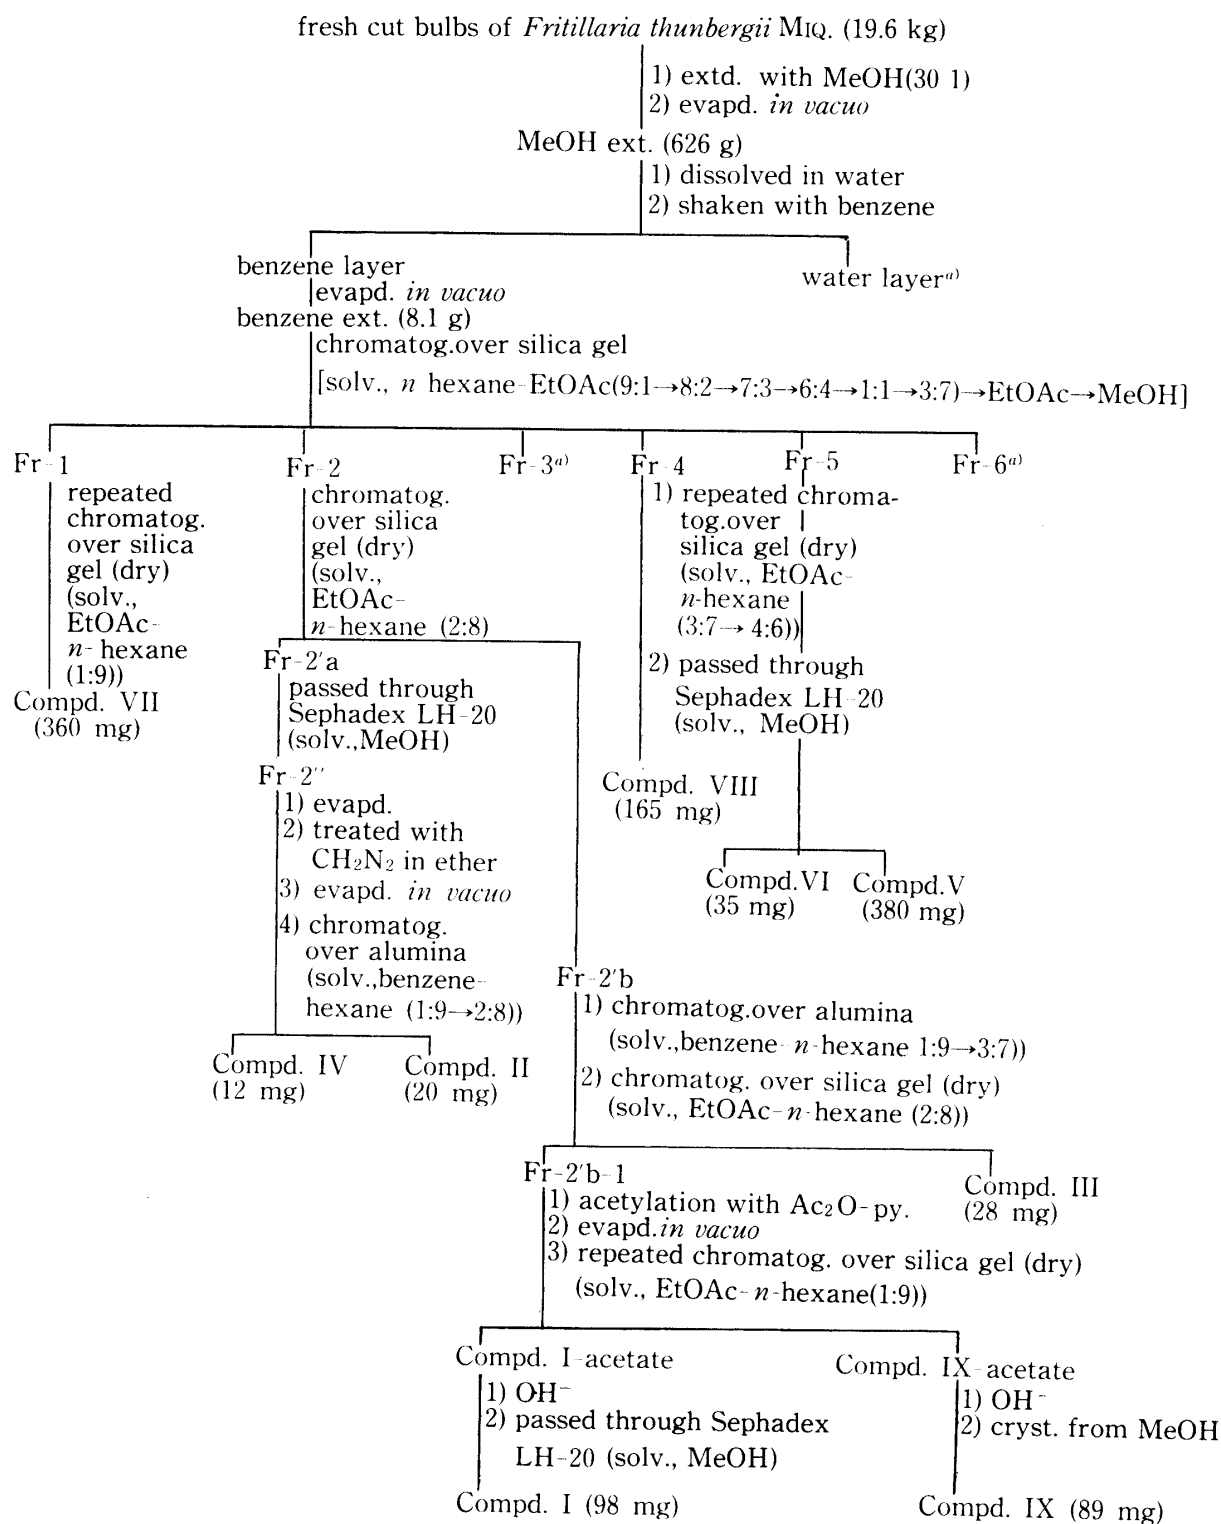 fresh cut bulbs of Fritillaria thunbergii MIQ. (19.6 kg)
1) extd. with MeOH(30 1)
2) evapd. in vacuo
MeOH ext. (626 g)
1) dissolved in water
2) shaken with benzene
benzene layer
water layer a)
evapd. in vacuo
benzene ext. (8.1 g)
chromatog.over silica gel
[solv., n hexane-EtOAc(9:1→8:2→7:3→6:4→1:1→3:7)→EtOAc→MeOH]
Fr-1
repeated
chromatog.
over silica
gel (dry)
(solv.,
EtOAc-
n-hexane
(1:9))
Compd. VII
(360 mg)
Fr-2
chromatog.
over silica
gel (dry)
(solv.,
EtOAc-
n-hexane (2:8)
Fr-3 a)
Fr-4
Fr-5
Fr-6 a)
1) repeated chroma-
tog.over
silica gel (dry)
(solv., EtOAc-
n-hexane
(3:7→ 4:6))
2) passed through
Sephadex LH-20
(solv., MeOH)
Fr-2'a
passed through
Sephadex LH-20
(solv.,MeOH)
Fr-2''
1) evapd.
2) treated with
CH₂N₂ in ether
3) evapd. in vacuo
4) chromatog.
over alumina
(solv.,benzene-
hexane (1:9→2:8))
Compd. VIII
(165 mg)
Compd.VI
(35 mg)
Compd.V
(380 mg)
Compd. IV
(12 mg)
Compd. II
(20 mg)
Fr-2'b
1) chromatog.over alumina
(solv.,benzene-n-hexane 1:9→3:7))
2) chromatog. over silica gel (dry)
(solv., EtOAc-n-hexane (2:8))
Fr-2'b-1
Compd. III
(28 mg)
1) acetylation with Ac₂O-py.
2) evapd.in vacuo
3) repeated chromatog. over silica gel (dry)
(solv., EtOAc-n-hexane(1:9))
Compd. I-acetate
1) OH⁻
2) passed through Sephadex
LH-20 (solv., MeOH)
Compd. I (98 mg)
Compd. IX-acetate
1) OH⁻
2) cryst. from MeOH
Compd. IX (89 mg)